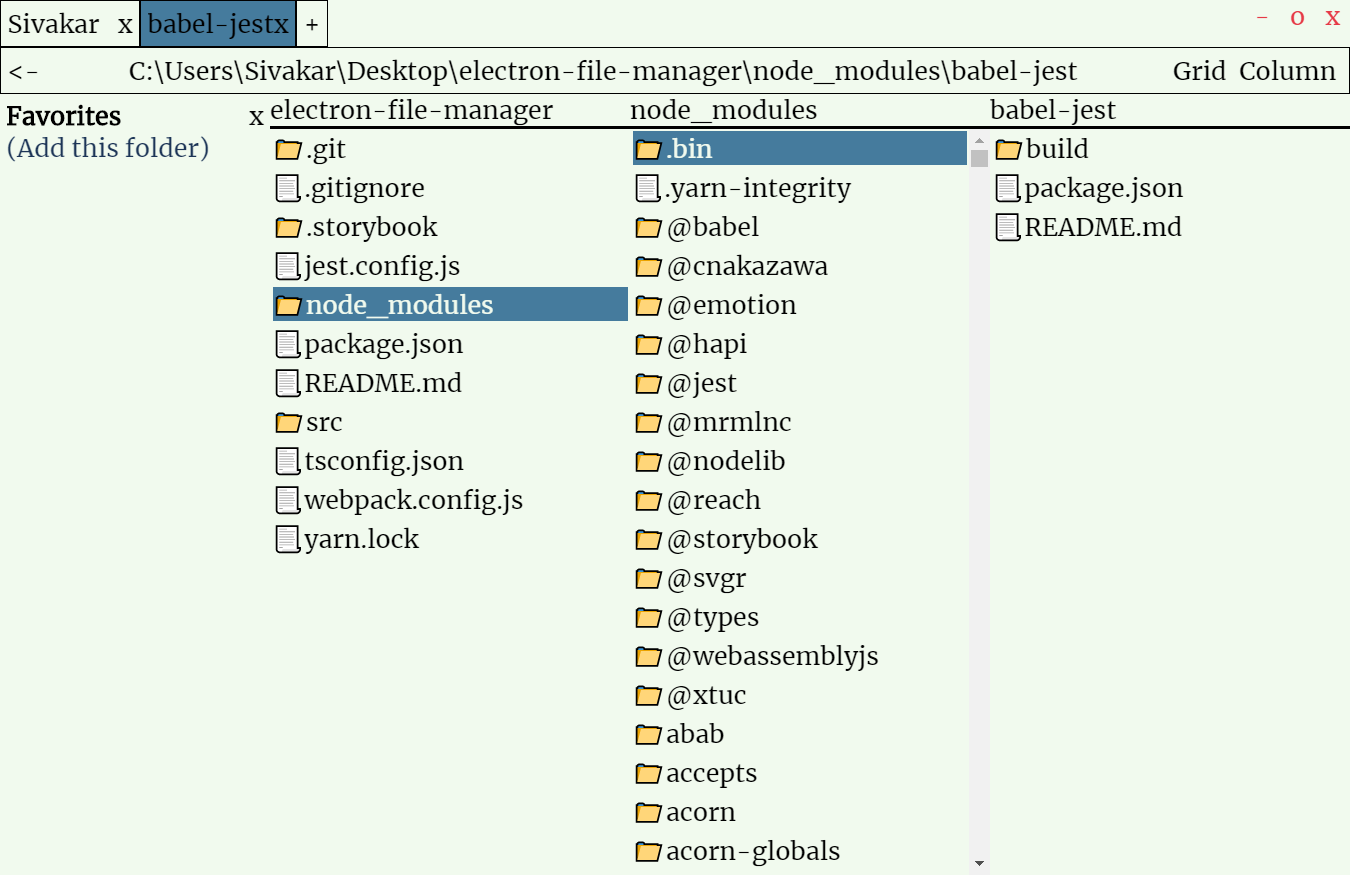 Sivakar x babel-jestx +
- o x
<- C:\Users\Sivakar\Desktop\electron-file-manager\node_modules\babel-jest Grid Column
Favorites x
(Add this folder)
electron-file-manager
.git
.gitignore
.storybook
jest.config.js
node_modules
package.json
README.md
src
tsconfig.json
webpack.config.js
yarn.lock
node_modules
.bin
.yarn-integrity
@babel
@cnakazawa
@emotion
@hapi
@jest
@mrmlnc
@nodelib
@reach
@storybook
@svgr
@types
@webassemblyjs
@xtuc
abab
accepts
acorn
acorn-globals
babel-jest
build
package.json
README.md